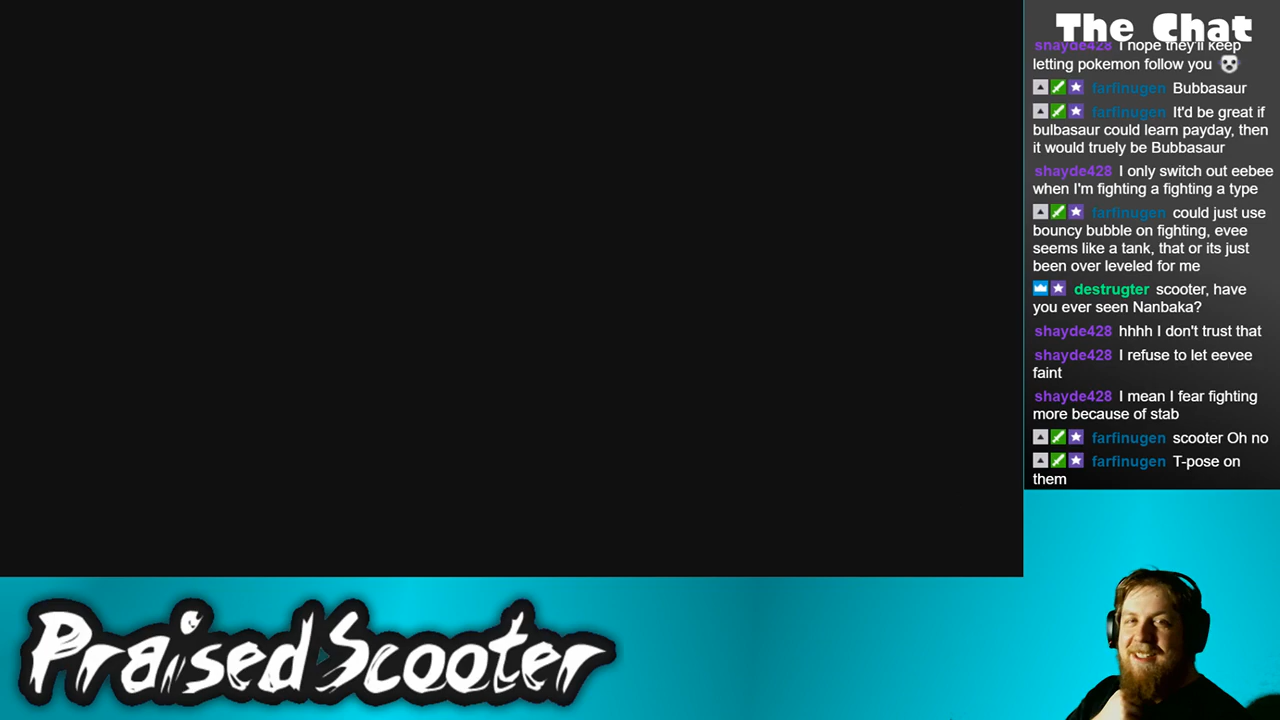 The Chat
shayde428 I hope they'll keep
letting pokemon follow you
farfinugen Bubbasaur
farfinugen It'd be great if
bulbasaur could learn payday, then
it would truely be Bubbasaur
shayde428 I only switch out eebee
when I'm fighting a fighting a type
farfinugen could just use
bouncy bubble on fighting, evee
seems like a tank, that or its just
been over leveled for me
destrugter scooter, have
you ever seen Nanbaka?
shayde428 hhhh I don't trust that
shayde428 I refuse to let eevee
faint
shayde428 I mean I fear fighting
more because of stab
farfinugen scooter Oh no
farfinugen T-pose on
them
PraisedScooter